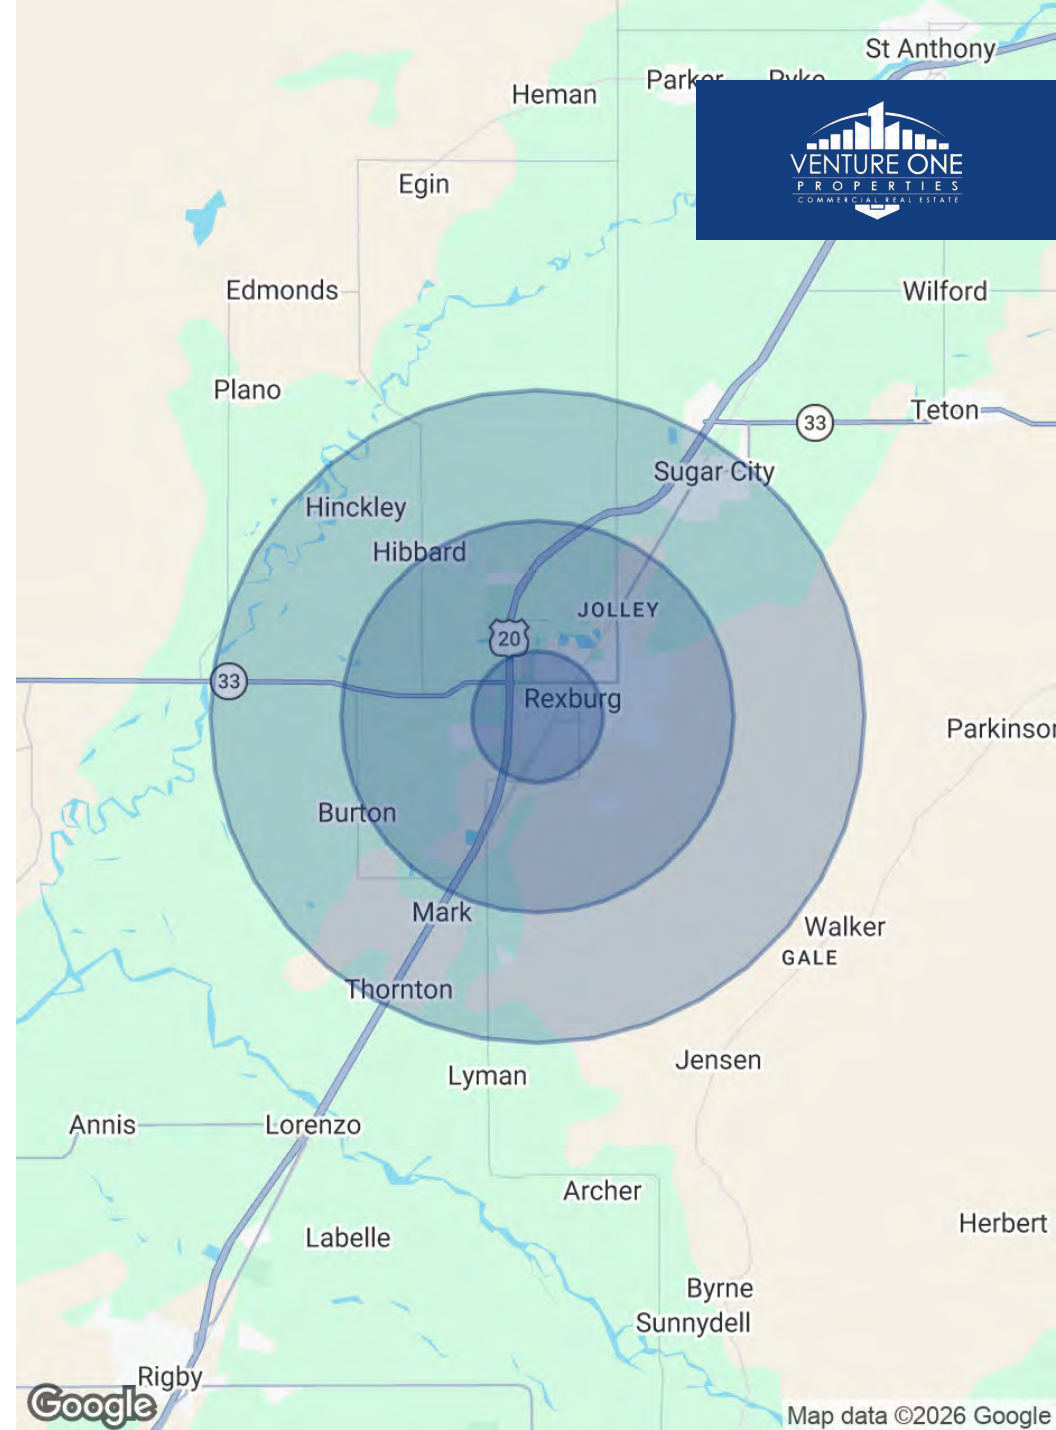 St Anthony
Parker
Pyke
Heman
VENTURE ONE
PROPERTIES
COMMERCIAL REAL ESTATE
Egin
Edmonds
Wilford
Plano
Teton
33
Sugar City
Hinckley
Hibbard
JOLLEY
20
33
Rexburg
Parkinson
Burton
Mark
Walker
GALE
Thornton
Jensen
Lyman
Annis
Lorenzo
Archer
Herbert
Labelle
Byrne
Sunnydell
Rigby
Google
Map data ©2026 Google